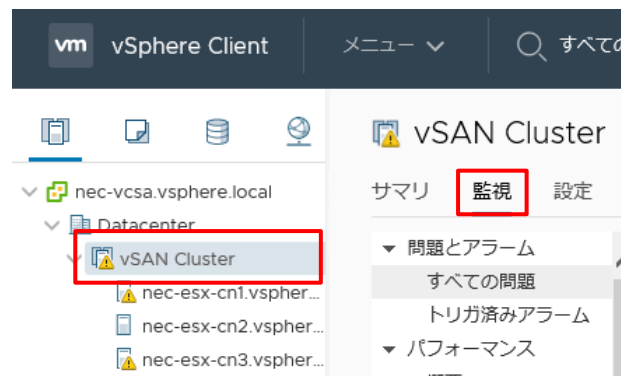 vm vSphere Client メニュー すべての
vSAN Cluster
サマリ 監視 設定
nec-vcsa.vsphere.local
Datacenter
vSAN Cluster
nec-esx-cn1.vspher...
nec-esx-cn2.vspher...
nec-esx-cn3.vspher...
問題とアラーム
すべての問題
トリガ済みアラーム
パフォーマンス